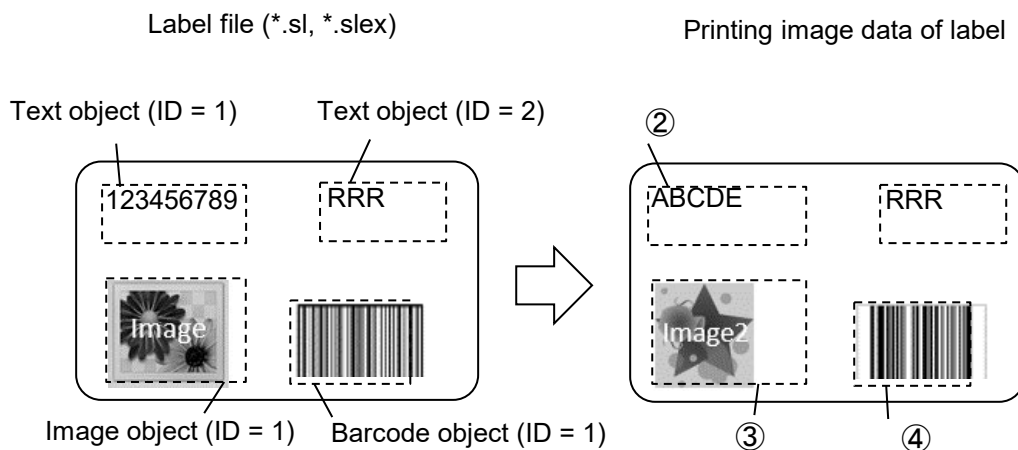 Label file (*.sl, *.slex)
Printing image data of label
Text object (ID = 1)
Text object (ID = 2)
②
123456789
RRR
ABCDE
RRR
Image
Image2
Image object (ID = 1)
Barcode object (ID = 1)
③
④